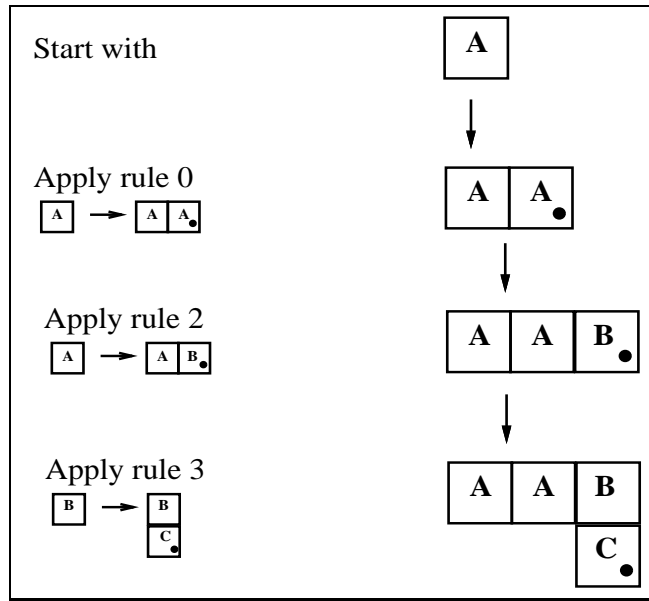 Start with
A
Apply rule 0
A A A
A A
Apply rule 2
A A B
A A B
Apply rule 3
B B
C
A A B
C